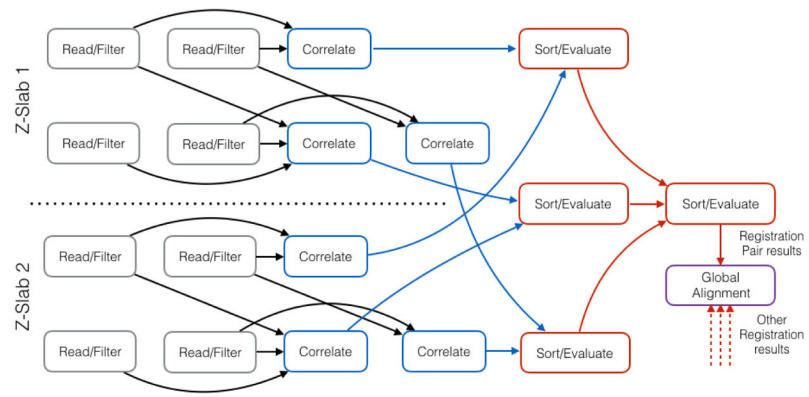 Z-Slab 1
Read/Filter
Read/Filter
Correlate
Sort/Evaluate
Read/Filter
Read/Filter
Correlate
Correlate
Sort/Evaluate
Sort/Evaluate
Z-Slab 2
Read/Filter
Read/Filter
Correlate
Registration
Pair results
Global
Alignment
Read/Filter
Read/Filter
Correlate
Correlate
Sort/Evaluate
Other
Registration
results